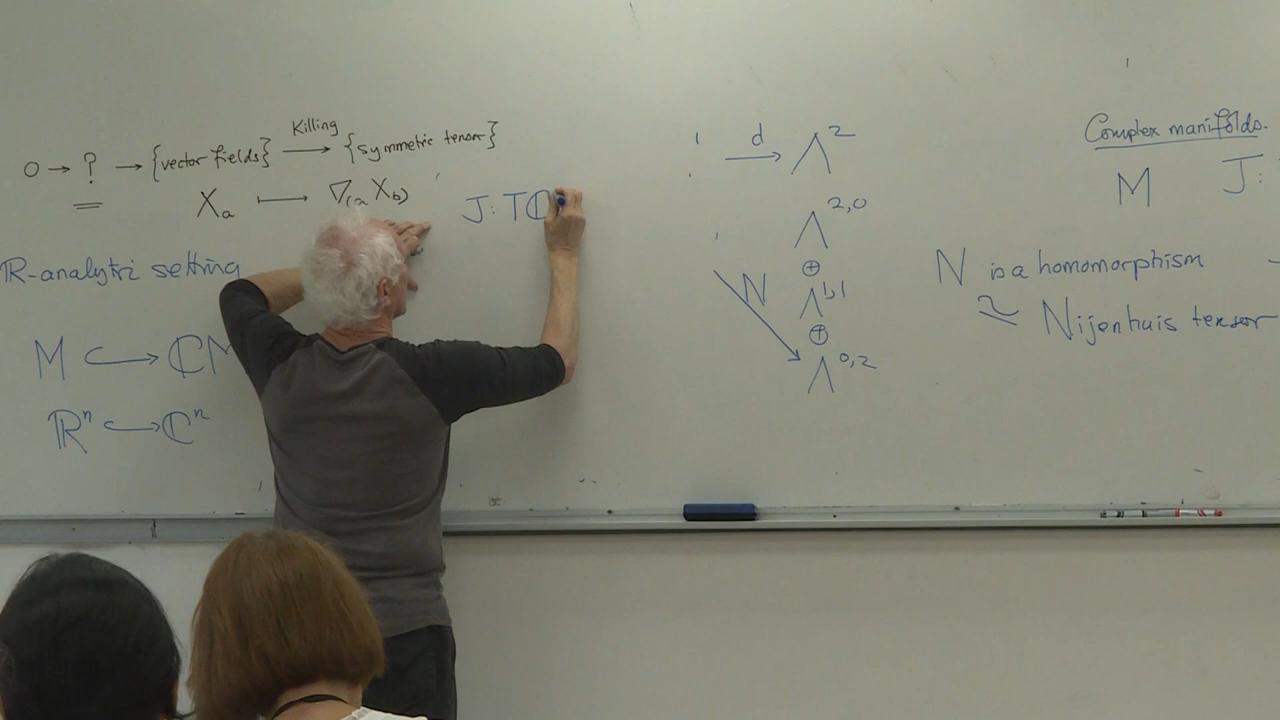 Killing
0 → ? → {vector fields} ⟶ {symmetric tensor}
X_a ⟼ ∇_(a X_b)
J: Tℂ
ℝ-analytic setting
M ↪ ℂM
ℝⁿ ↪ ℂⁿ
d
→ Λ²
Λ^2,0
⊕
N Λ^1,1
⊕
Λ^0,2
Complex manifolds.
M J:
N is a homomorphism
Nijenhuis tensor